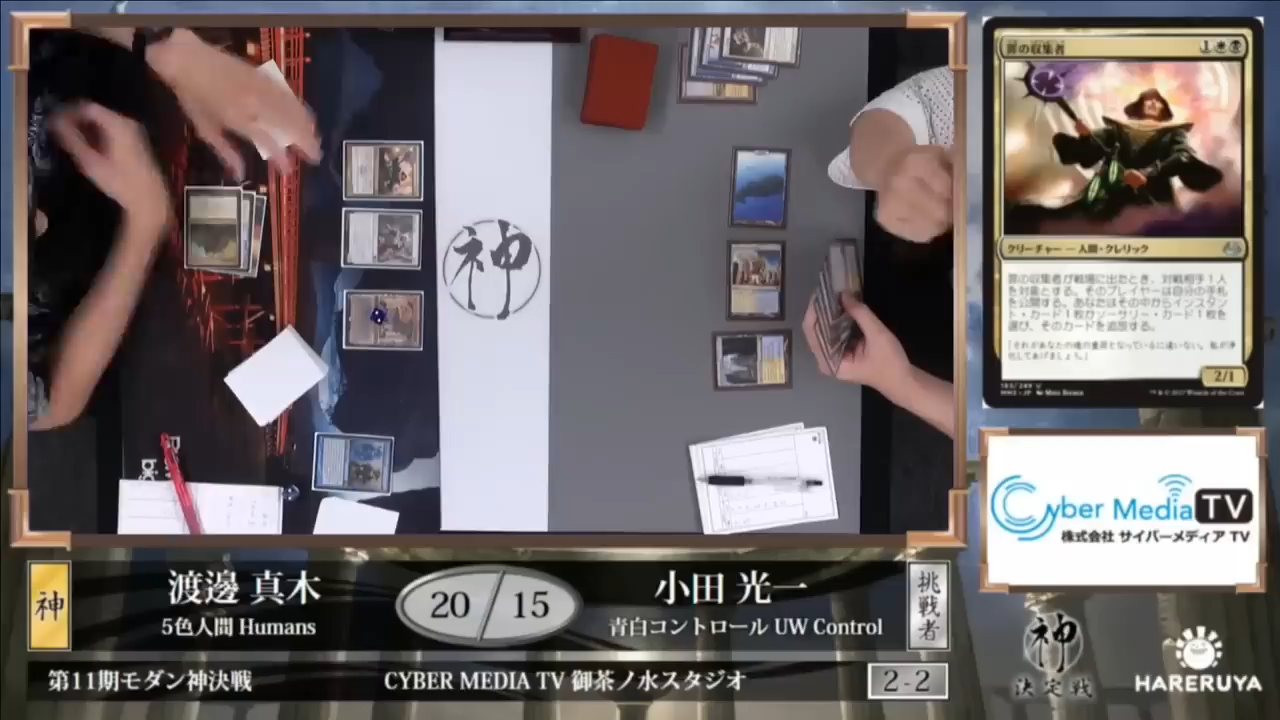 罪の収集者
クリーチャー ― 人間・クレリック
罪の収集者が戦場に出たとき、対戦相手1人
を対象とする。そのプレイヤーは自分の手札
を公開する。あなたはその中からインスタン
ト・カード1枚かソーサリー・カード1枚を
選び、そのカードを追放する。
2/1
神
Cyber Media TV
株式会社 サイバーメディア TV
神
渡邊 真木
5色人間 Humans
20 / 15
小田 光一
青白コントロール UW Control
挑戦者
第11期モダン神決戦
CYBER MEDIA TV 御茶ノ水スタジオ
2-2
神
決定戦
HARERUYA